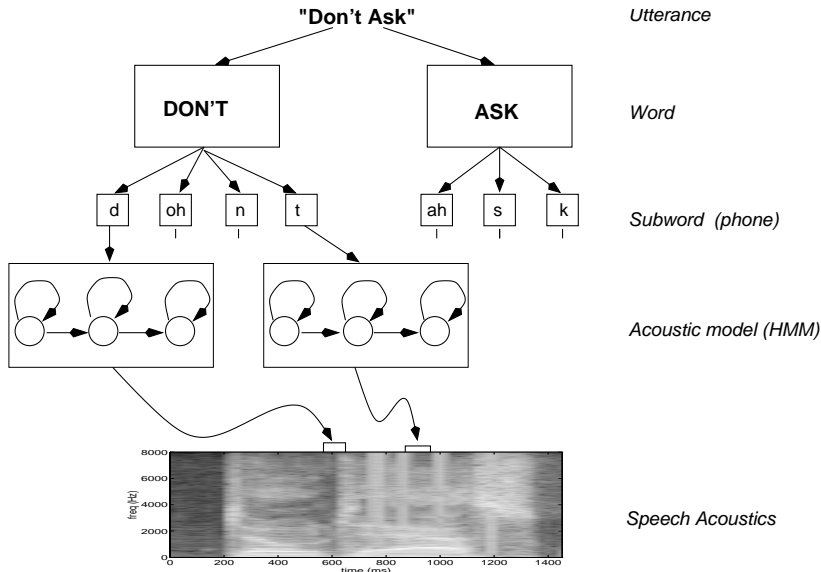 "Don't Ask" Utterance
DON'T ASK Word
d oh n t ah s k Subword (phone)
Acoustic model (HMM)
8000
6000
4000
2000
0
freq (Hz)
Speech Acoustics
0 200 400 600 800 1000 1200 1400
time (ms)